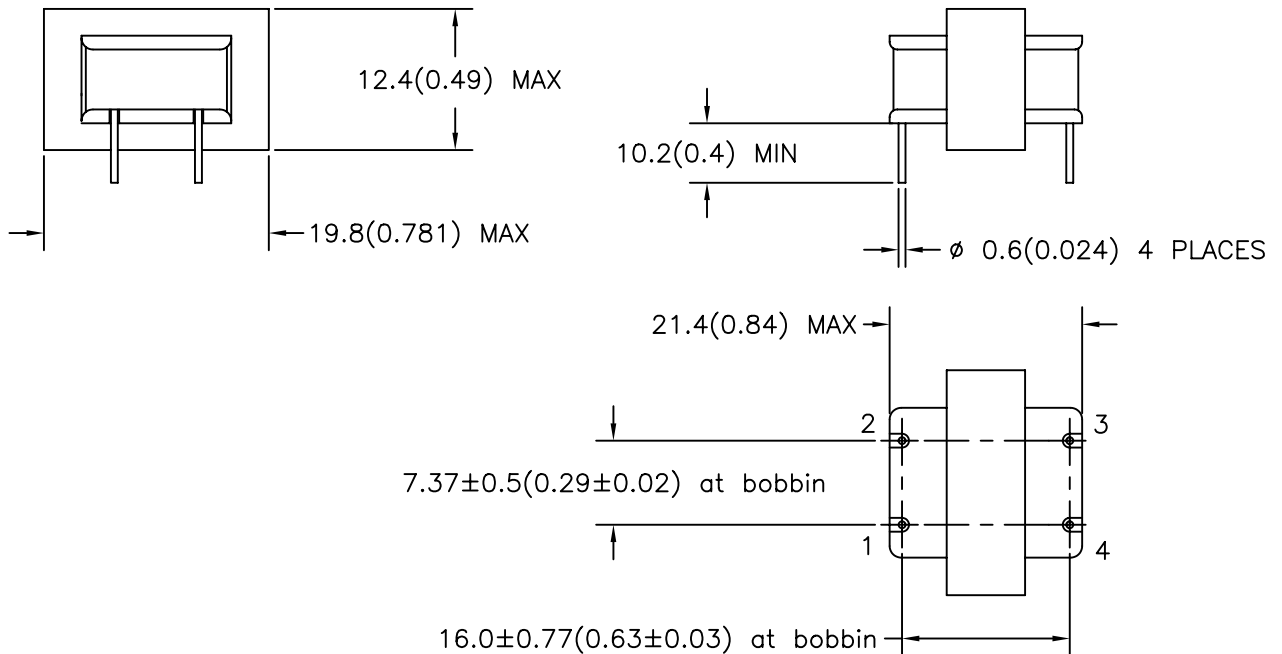 12.4(0.49) MAX
10.2(0.4) MIN
19.8(0.781) MAX
ø 0.6(0.024) 4 PLACES
21.4(0.84) MAX
2
3
7.37±0.5(0.29±0.02) at bobbin
1
4
16.0±0.77(0.63±0.03) at bobbin